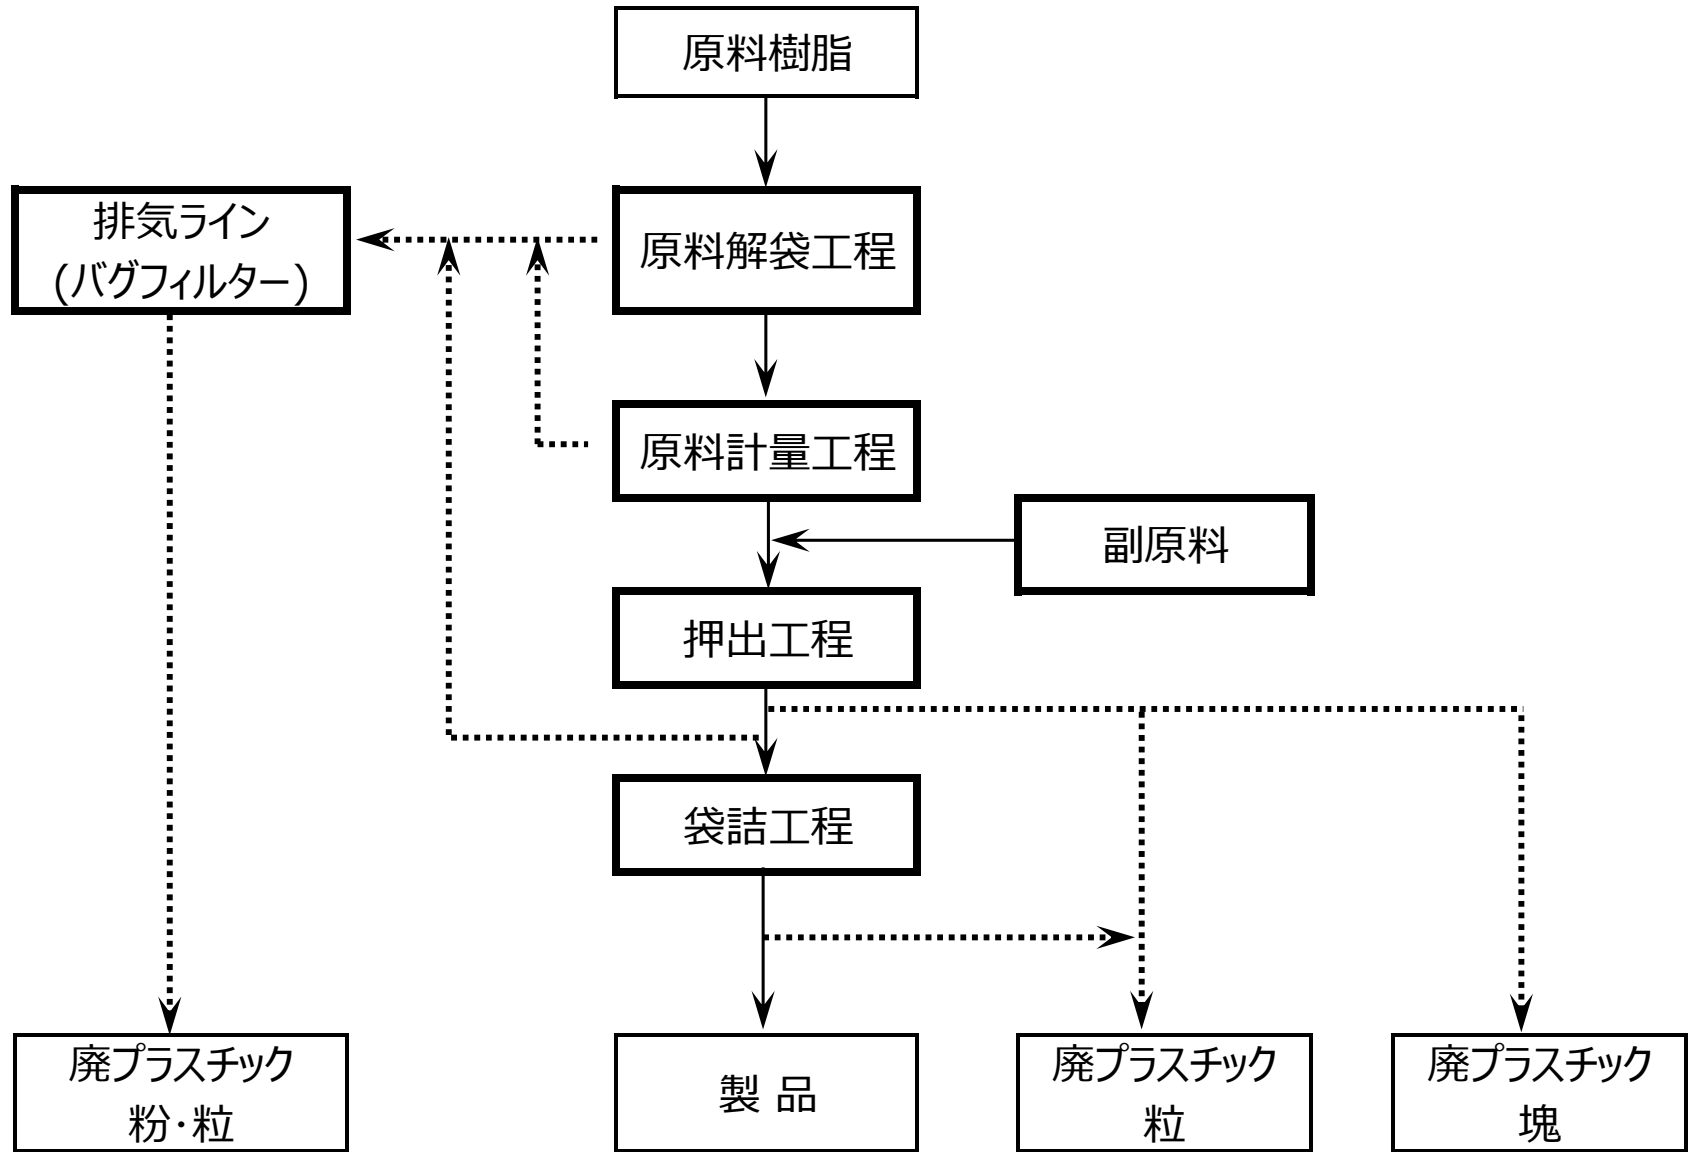 原料樹脂
排気ライン
(バグフィルター)
原料解袋工程
原料計量工程
副原料
押出工程
袋詰工程
廃プラスチック
粉・粒
製 品
廃プラスチック
粒
廃プラスチック
塊